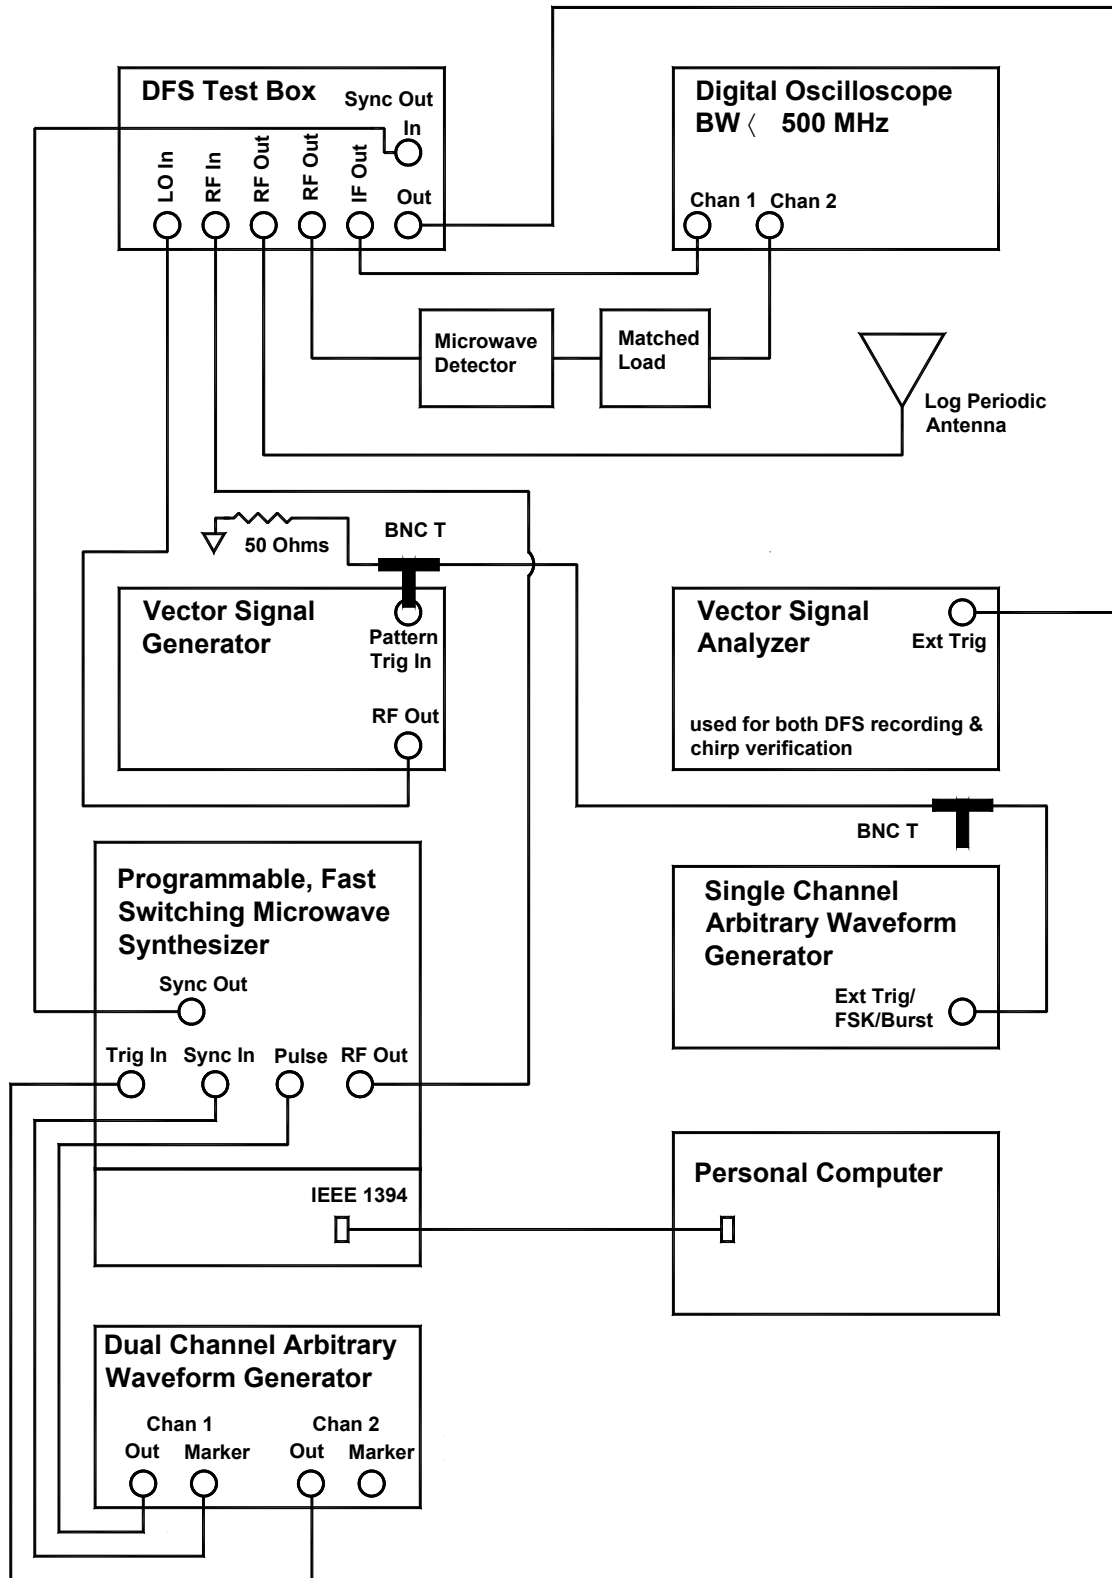 DFS Test Box
Sync Out
In
LO In
RF In
RF Out
RF Out
IF Out
Out
Digital Oscilloscope
BW〈 500 MHz
Chan 1
Chan 2
Microwave
Detector
Matched
Load
Log Periodic
Antenna
50 Ohms
BNC T
Vector Signal
Generator
Pattern
Trig In
RF Out
Vector Signal
Analyzer
Ext Trig
used for both DFS recording &
chirp verification
BNC T
Programmable, Fast
Switching Microwave
Synthesizer
Sync Out
Trig In
Sync In
Pulse
RF Out
IEEE 1394
Single Channel
Arbitrary Waveform
Generator
Ext Trig/
FSK/Burst
Personal Computer
Dual Channel Arbitrary
Waveform Generator
Chan 1
Chan 2
Out
Marker
Out
Marker